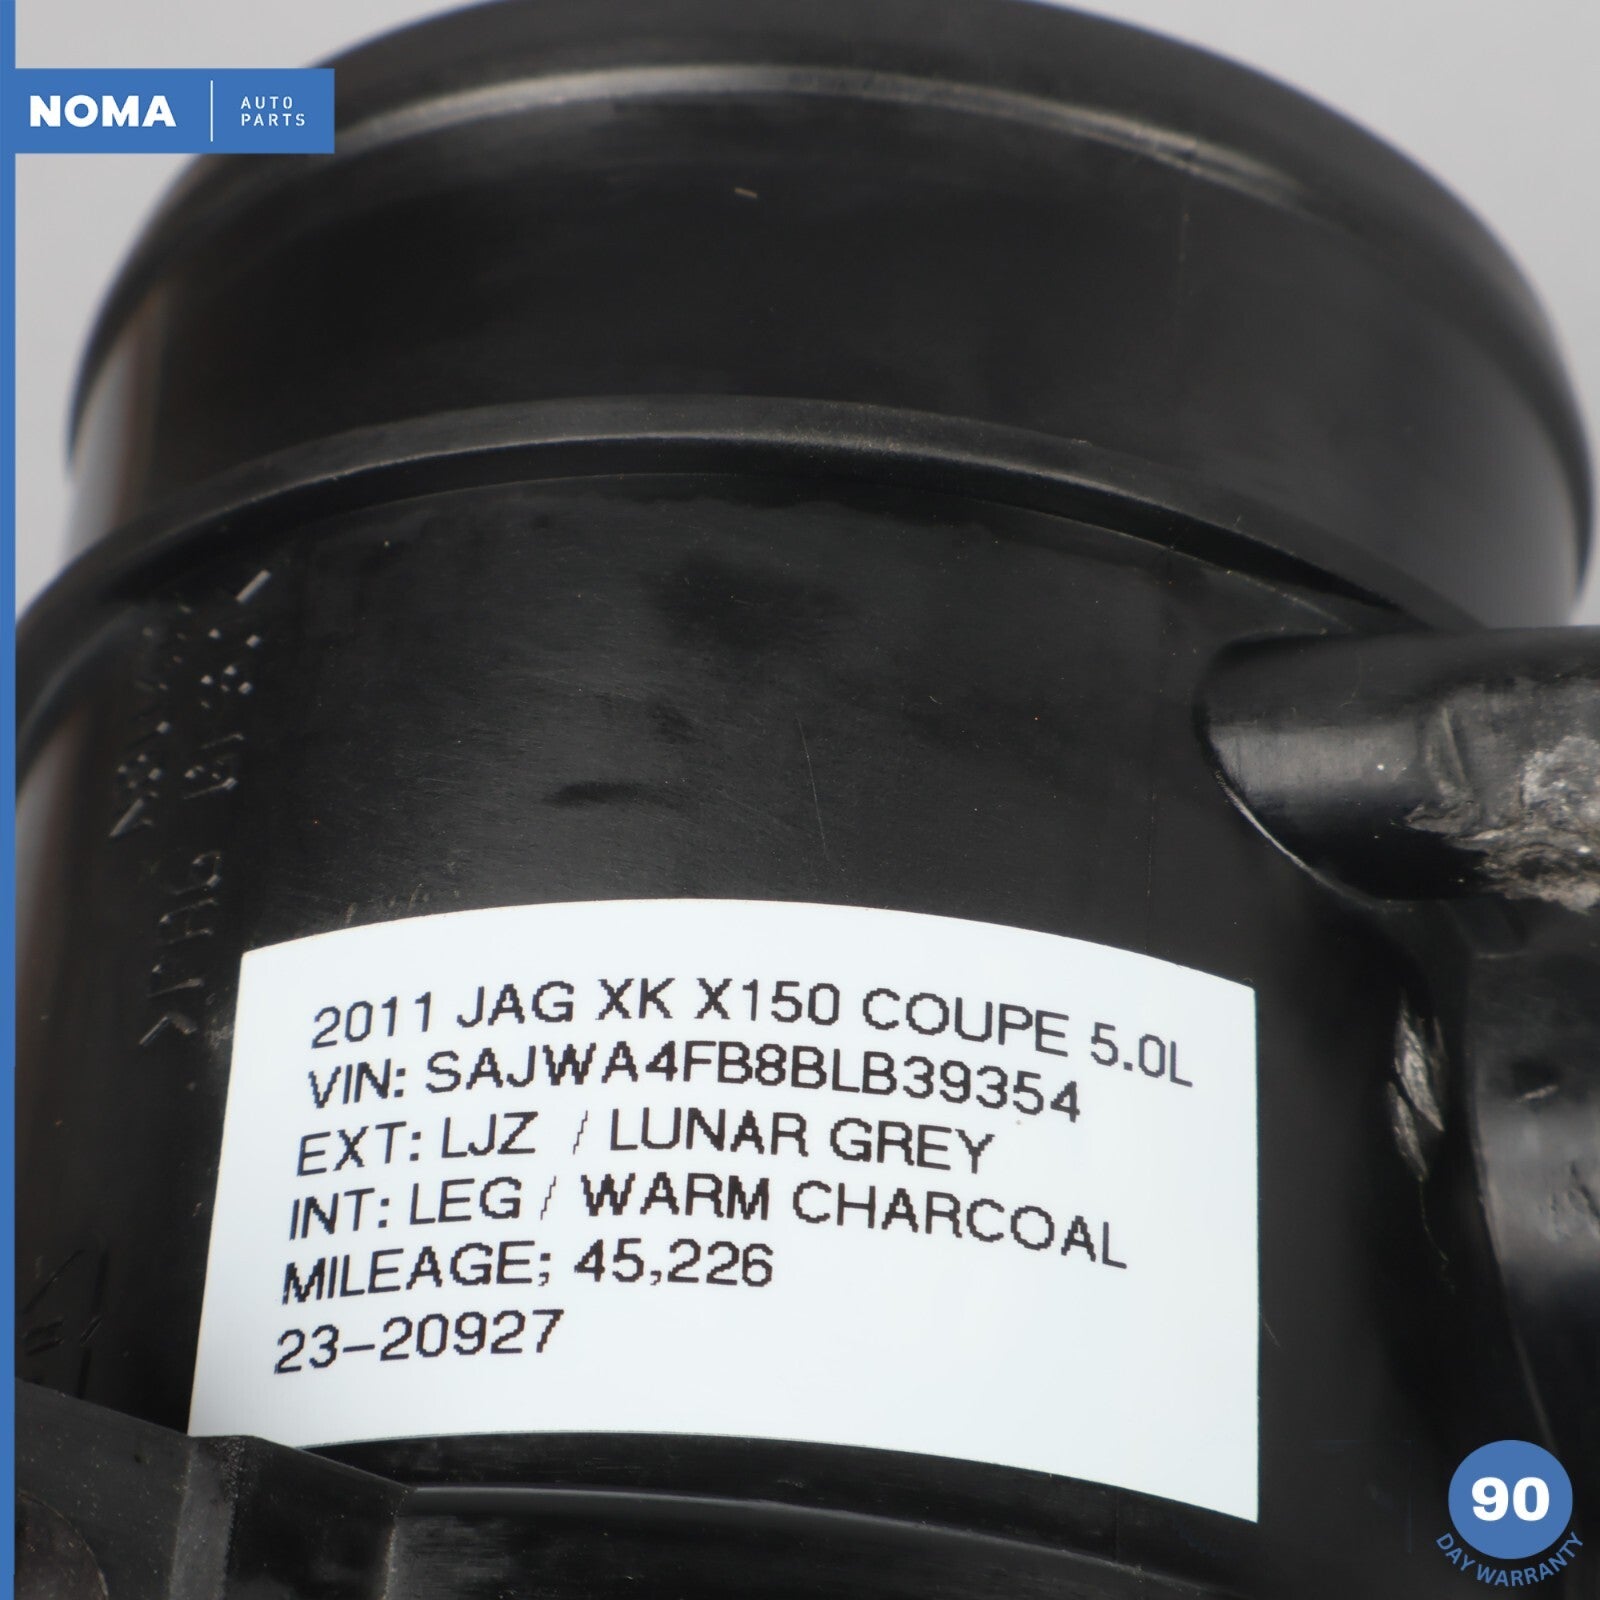 NOMA
AUTO
PARTS
2011 JAG XK X150 COUPE 5.0L
VIN: SAJWA4FB8BLB39354
EXT: LJZ / LUNAR GREY
INT: LEG / WARM CHARCOAL
MILEAGE; 45,226
23-20927
90
DAY WARRANTY